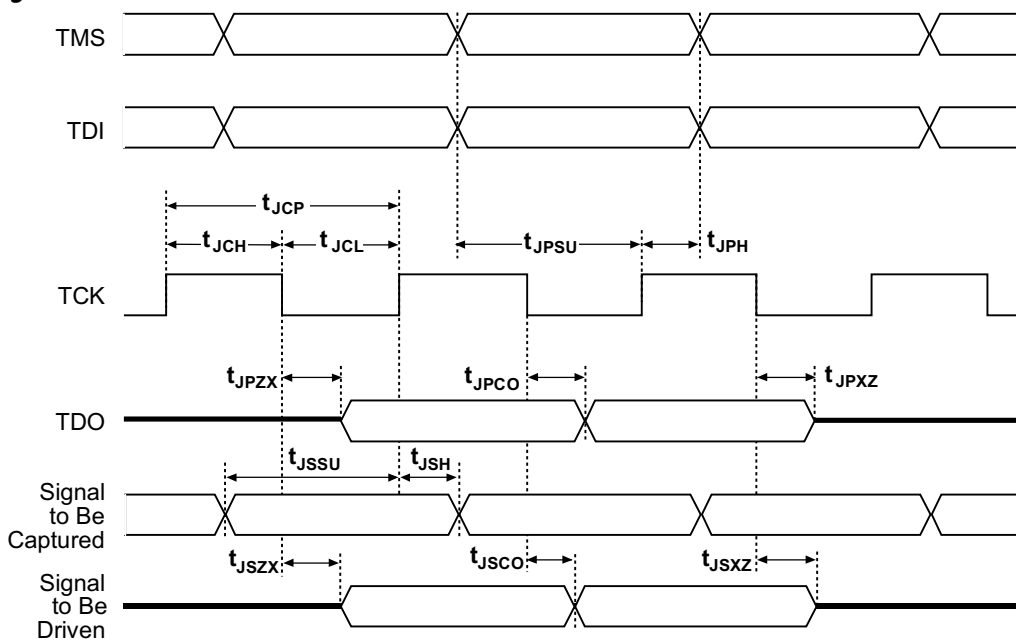 TMS
TDI
tJCP
tJCH
tJCL
tJPSU
tJPH
TCK
tJPZX
tJPCO
tJPXZ
TDO
tJSSU
tJSH
Signal
to Be
Captured
tJSZX
tJSCO
tJSXZ
Signal
to Be
Driven